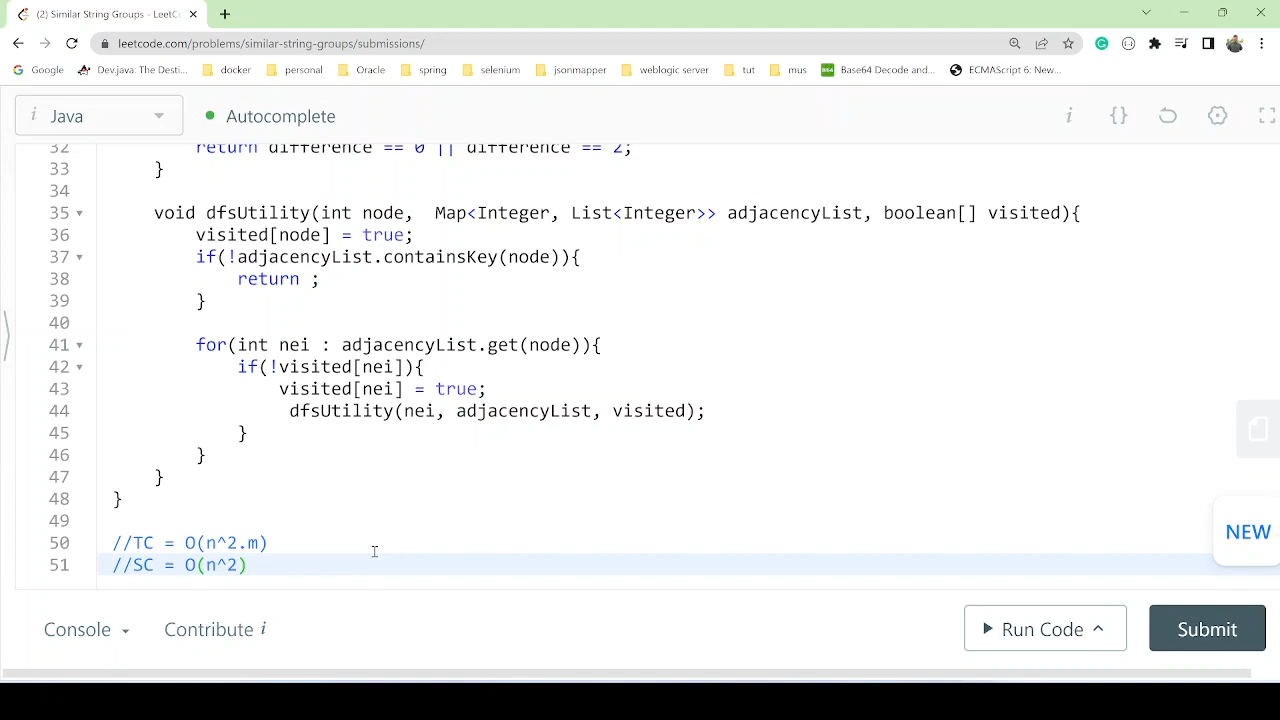 (2) Similar String Groups - LeetC
leetcode.com/problems/similar-string-groups/submissions/
Google Dev.java: The Desti... docker personal Oracle spring selenium jsonmapper weblogic server tut mus Base64 Decode and... ECMAScript 6: New...
i Java Autocomplete i {}
32 return difference == 0 || difference == 2;
33 }
34
35 void dfsUtility(int node,  Map<Integer, List<Integer>> adjacencyList, boolean[] visited){
36 visited[node] = true;
37 if(!adjacencyList.containsKey(node)){
38 return ;
39 }
40
41 for(int nei : adjacencyList.get(node)){
42 if(!visited[nei]){
43 visited[nei] = true;
44 dfsUtility(nei, adjacencyList, visited);
45 }
46 }
47 }
48 }
49
50 //TC = O(n^2.m)
51 //SC = O(n^2)
NEW
Console Contribute i Run Code Submit